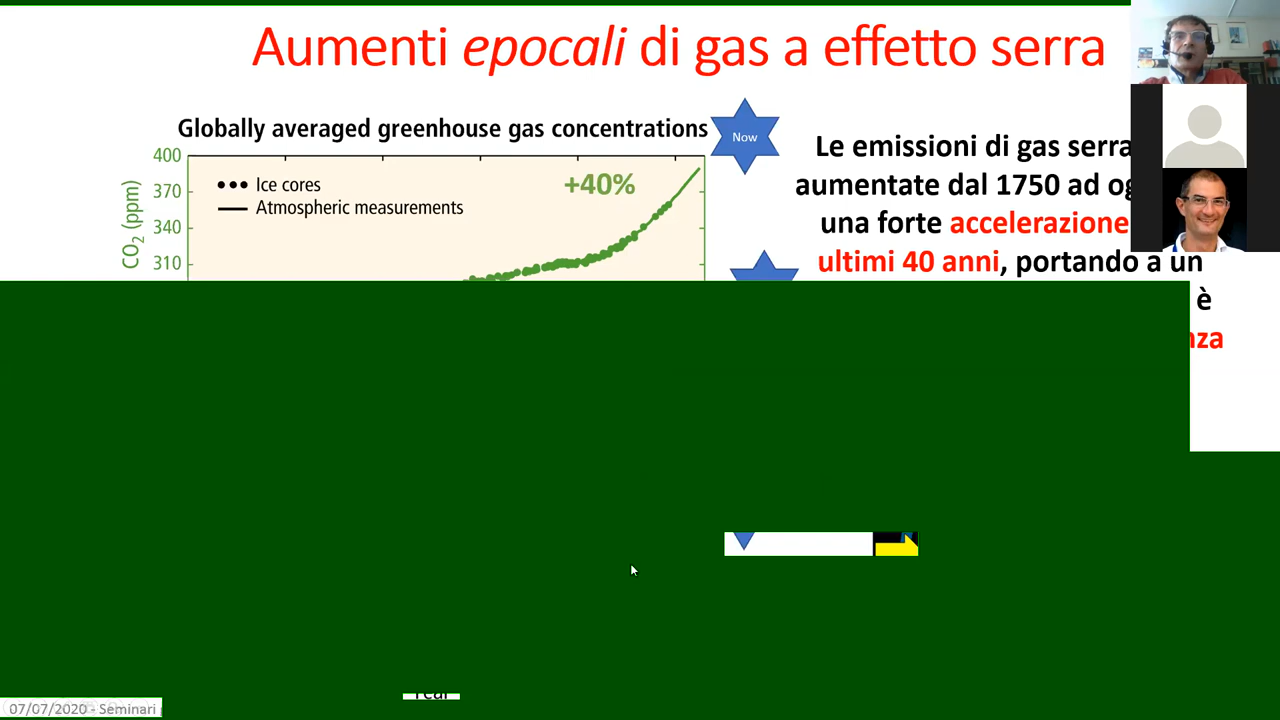 Aumenti epocali di gas a effetto serra
Globally averaged greenhouse gas concentrations
Now
400
370
340
310
CO2 (ppm)
Ice cores
Atmospheric measurements
+40%
Le emissioni di gas serra
aumentate dal 1750 ad
una forte accelerazione
ultimi 40 anni, portando a un
è
07/07/2020 - Seminari